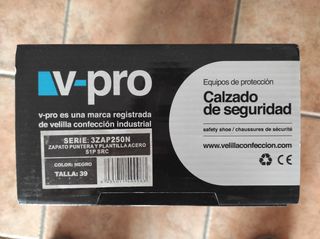 v-pro
v-pro es una marca registrada
de velilla confección industrial
SERIE: 3ZAP250N
ZAPATO PUNTERA Y PLANTILLA ACERO
S1P SRC
COLOR: NEGRO
TALLA: 39
Equipos de protección
Calzado
de seguridad
safety shoe / chaussures de sécurité
www.velillaconfeccion.com
CE